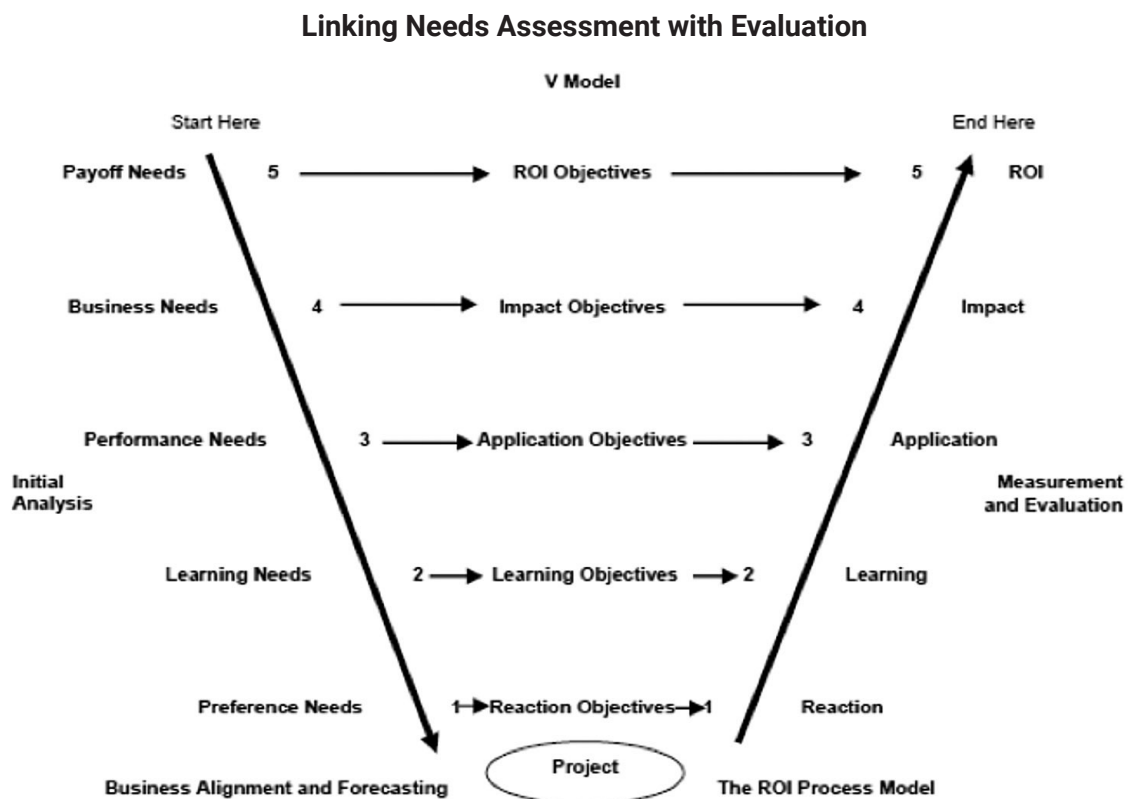 Linking Needs Assessment with Evaluation
V Model
Start Here
End Here
Payoff Needs 5 ROI Objectives 5 ROI
Business Needs 4 Impact Objectives 4 Impact
Performance Needs 3 Application Objectives 3 Application
Initial
Analysis
Measurement
and Evaluation
Learning Needs 2 Learning Objectives 2 Learning
Preference Needs 1 Reaction Objectives 1 Reaction
Project
Business Alignment and Forecasting
The ROI Process Model